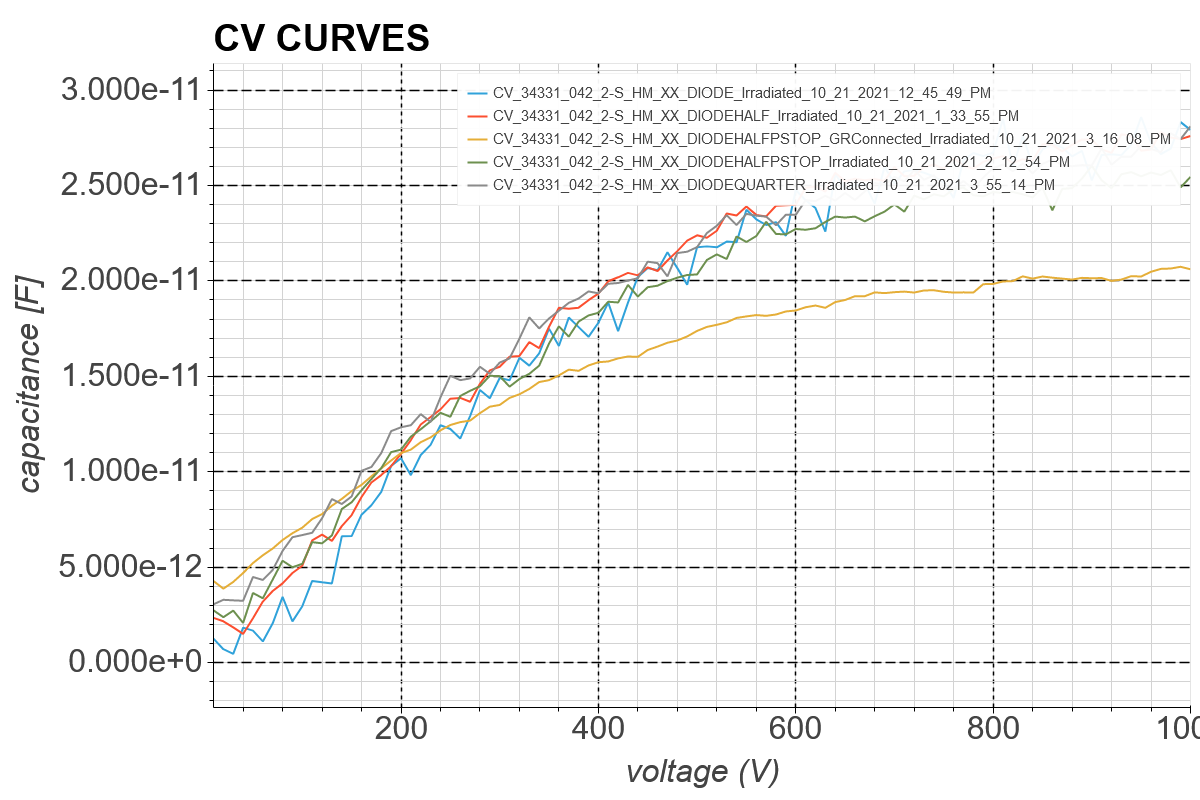 CV CURVES
3.000e-11
2.500e-11
2.000e-11
1.500e-11
1.000e-11
5.000e-12
0.000e+0
capacitance [F]
CV_34331_042_2-S_HM_XX_DIODE_Irradiated_10_21_2021_12_45_49_PM
CV_34331_042_2-S_HM_XX_DIODEHALF_Irradiated_10_21_2021_1_33_55_PM
CV_34331_042_2-S_HM_XX_DIODEHALFPSTOP_GRConnected_Irradiated_10_21_2021_3_16_08_PM
CV_34331_042_2-S_HM_XX_DIODEHALFPSTOP_Irradiated_10_21_2021_2_12_54_PM
CV_34331_042_2-S_HM_XX_DIODEQUARTER_Irradiated_10_21_2021_3_55_14_PM
200 400 600 800 100
voltage (V)